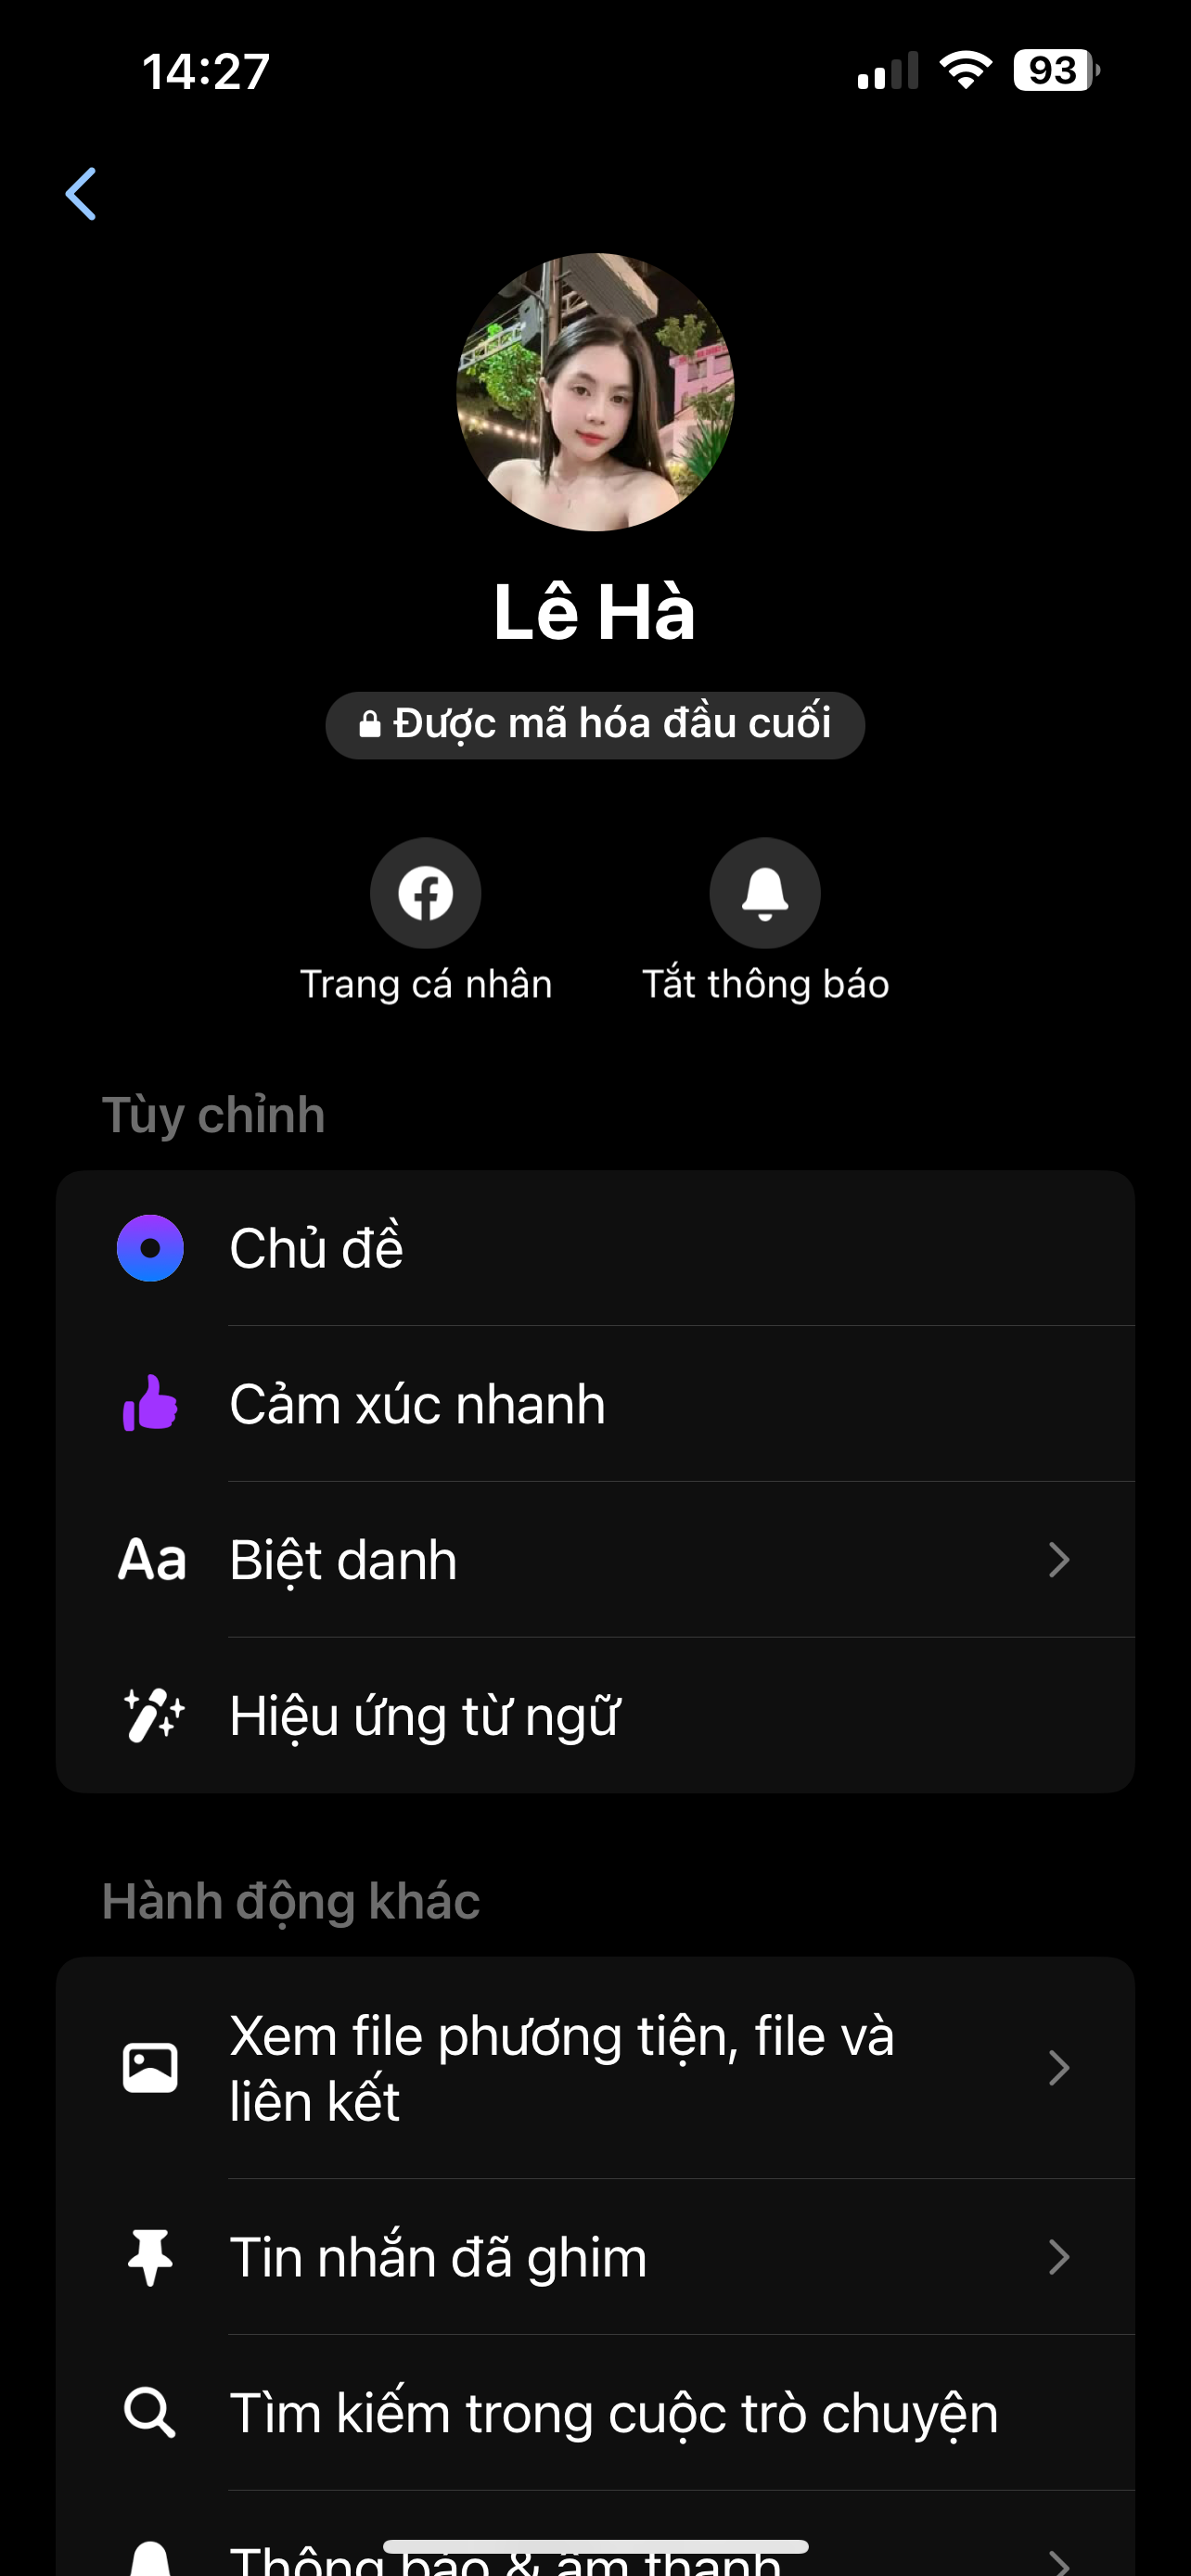 14:27
93
Lê Hà
Được mã hóa đầu cuối
Trang cá nhân
Tắt thông báo
Tùy chỉnh
Chủ đề
Cảm xúc nhanh
Aa
Biệt danh
Hiệu ứng từ ngữ
Hành động khác
Xem file phương tiện, file và
liên kết
Tin nhắn đã ghim
Tìm kiếm trong cuộc trò chuyện
Thông báo & âm thanh